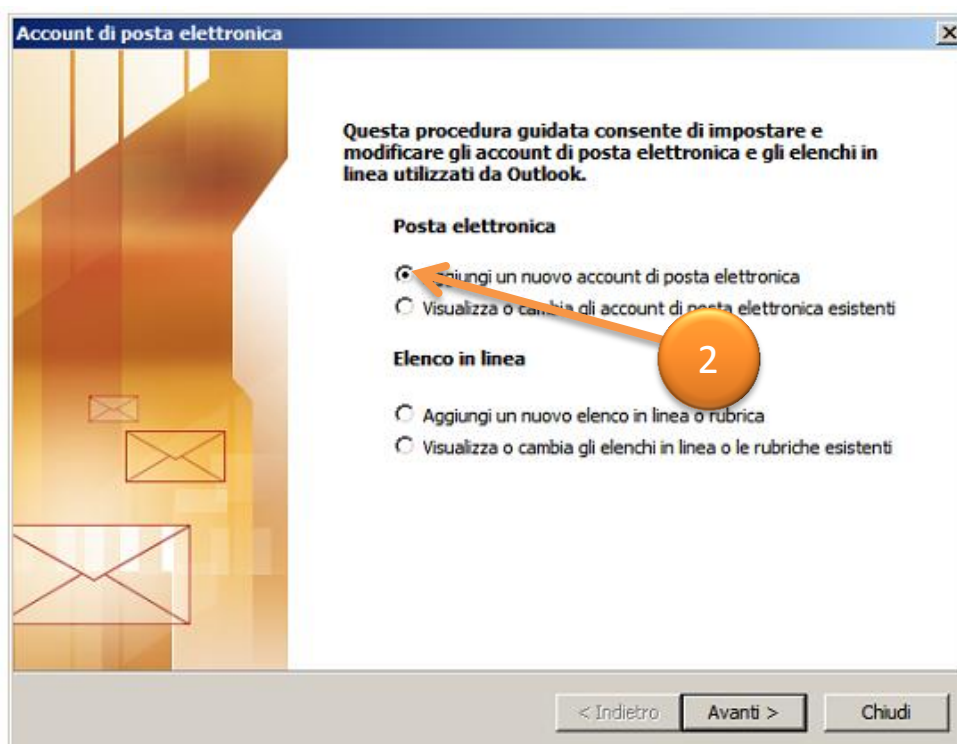 Account di posta elettronica
Questa procedura guidata consente di impostare e
modificare gli account di posta elettronica e gli elenchi in
linea utilizzati da Outlook.
Posta elettronica
Aggiungi un nuovo account di posta elettronica
Visualizza o cambia gli account di posta elettronica esistenti
2
Elenco in linea
Aggiungi un nuovo elenco in linea o rubrica
Visualizza o cambia gli elenchi in linea o le rubriche esistenti
< Indietro Avanti > Chiudi